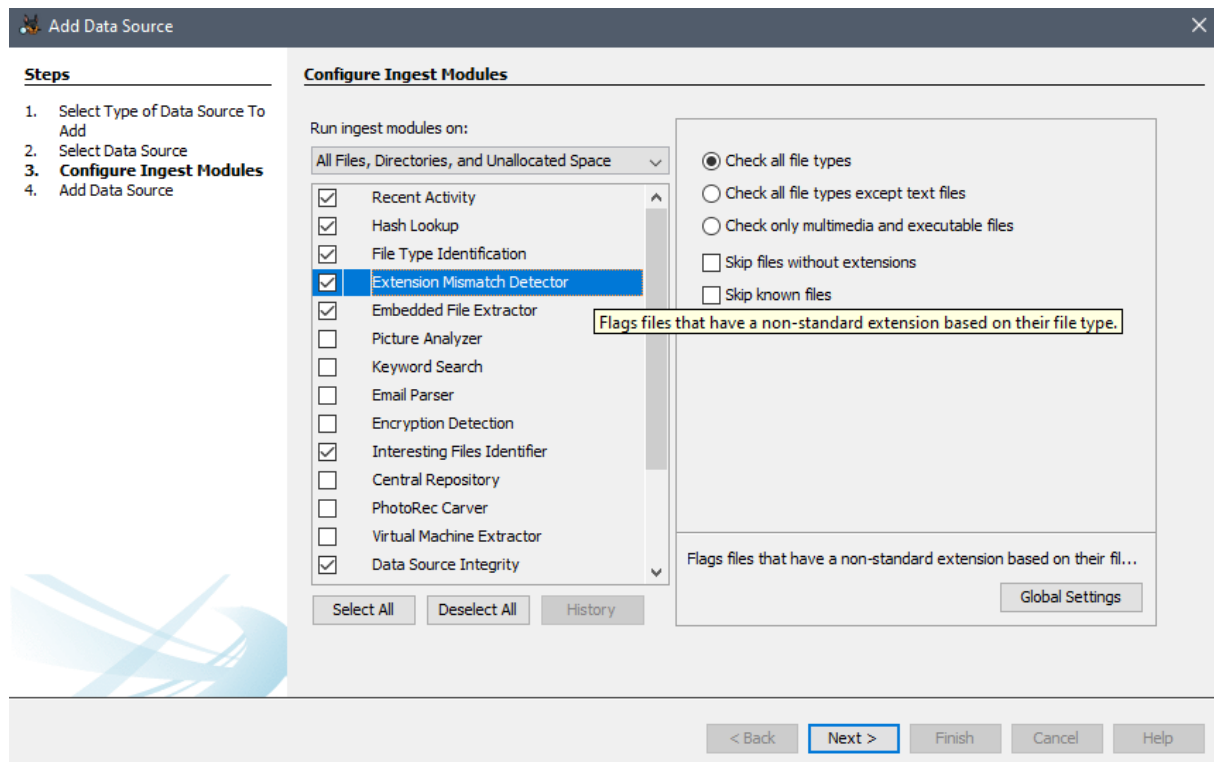 Add Data Source
Steps
1. Select Type of Data Source To
Add
2. Select Data Source
3. Configure Ingest Modules
4. Add Data Source
Configure Ingest Modules
Run ingest modules on:
All Files, Directories, and Unallocated Space
Recent Activity
Hash Lookup
File Type Identification
Extension Mismatch Detector
Embedded File Extractor
Picture Analyzer
Keyword Search
Email Parser
Encryption Detection
Interesting Files Identifier
Central Repository
PhotoRec Carver
Virtual Machine Extractor
Data Source Integrity
Select All Deselect All History
Check all file types
Check all file types except text files
Check only multimedia and executable files
Skip files without extensions
Skip known files
Flags files that have a non-standard extension based on their file type.
Flags files that have a non-standard extension based on their fil...
Global Settings
< Back Next > Finish Cancel Help